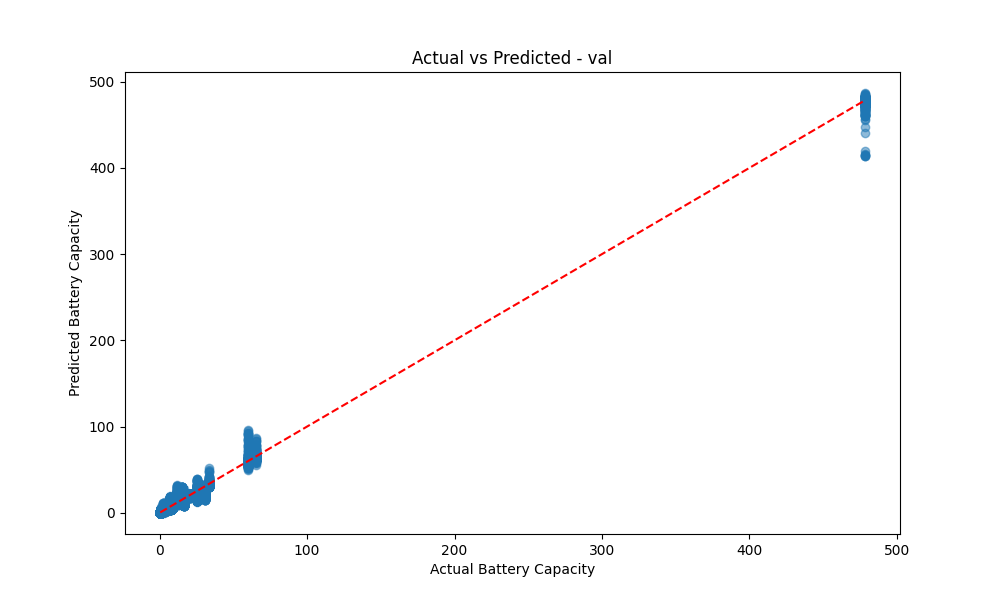 Actual vs Predicted - val
Predicted Battery Capacity
500
400
300
200
100
0
0 100 200 300 400 500
Actual Battery Capacity